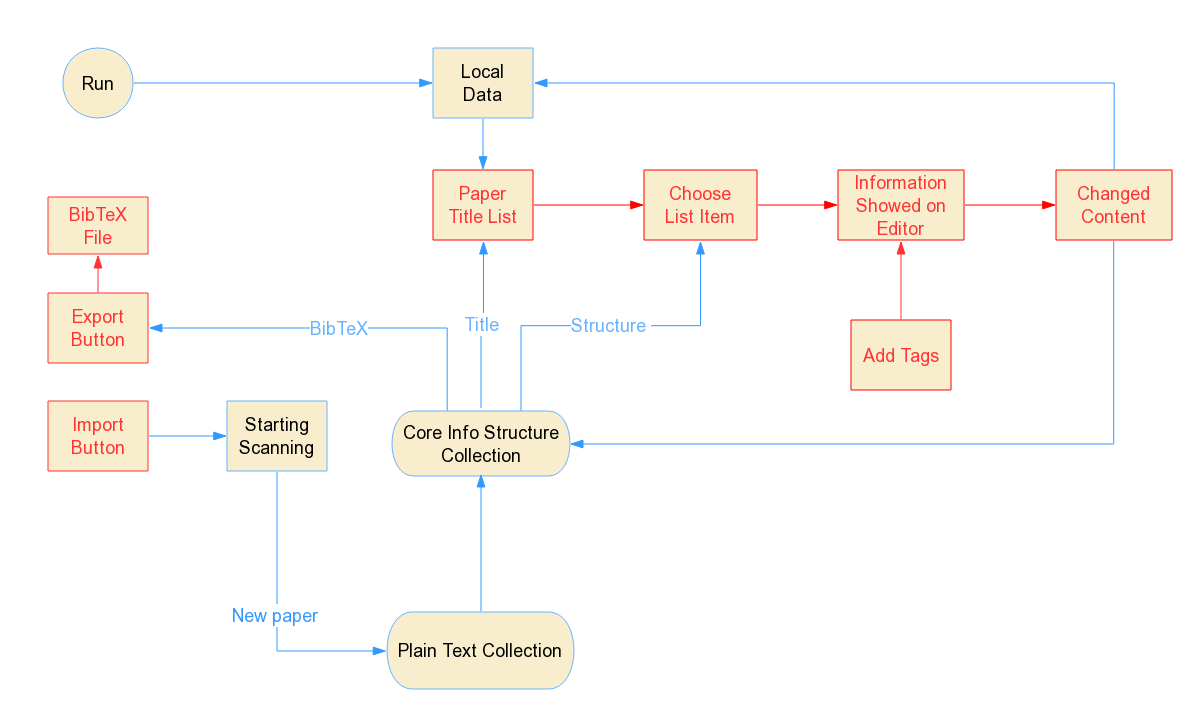 Run
Local
Data
Paper
Title List
Choose
List Item
Information
Showed on
Editor
Changed
Content
BibTeX
File
Export
Button
BibTeX
Title
Structure
Add Tags
Import
Button
Starting
Scanning
Core Info Structure
Collection
New paper
Plain Text Collection